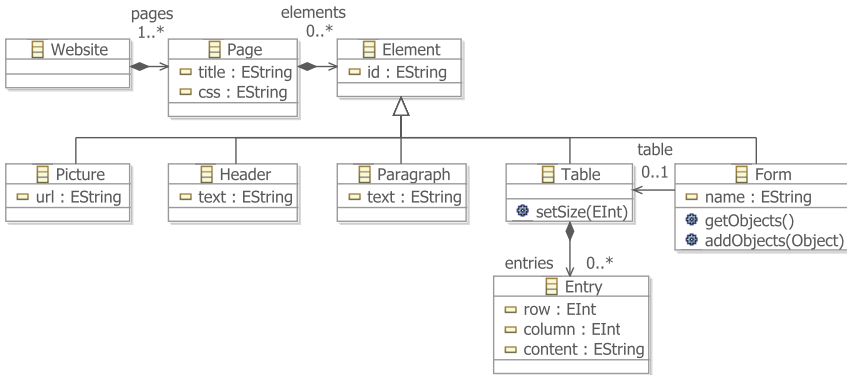 pages
elements
1..*
0..*
Website
Page
title : EString
css : EString
Element
id : EString
Picture
url : EString
Header
text : EString
Paragraph
text : EString
Table
setSize(EInt)
table
0..1
Form
name : EString
getObjects()
addObjects(Object)
entries
0..*
Entry
row : EInt
column : EInt
content : EString